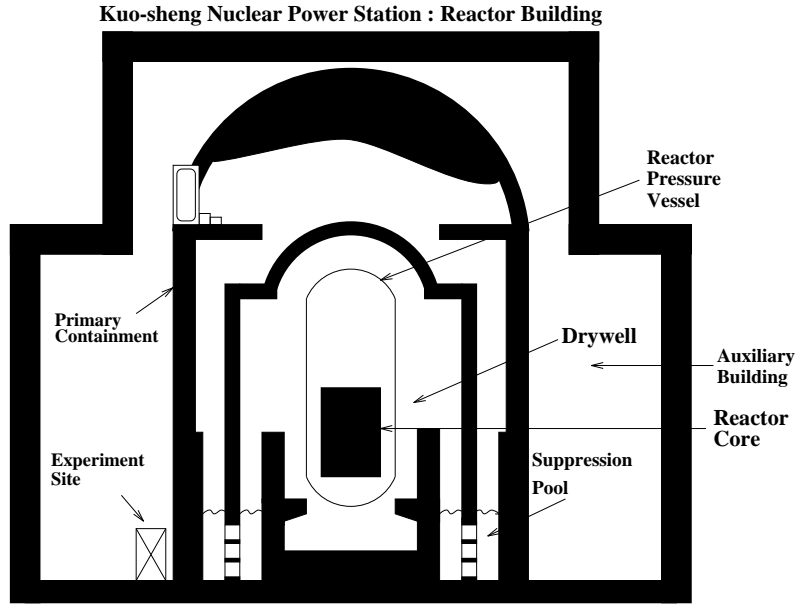 Kuo-sheng Nuclear Power Station : Reactor Building
Reactor
Pressure
Vessel
Primary
Containment
Drywell
Auxiliary
Building
Reactor
Core
Experiment
Site
Suppression
Pool